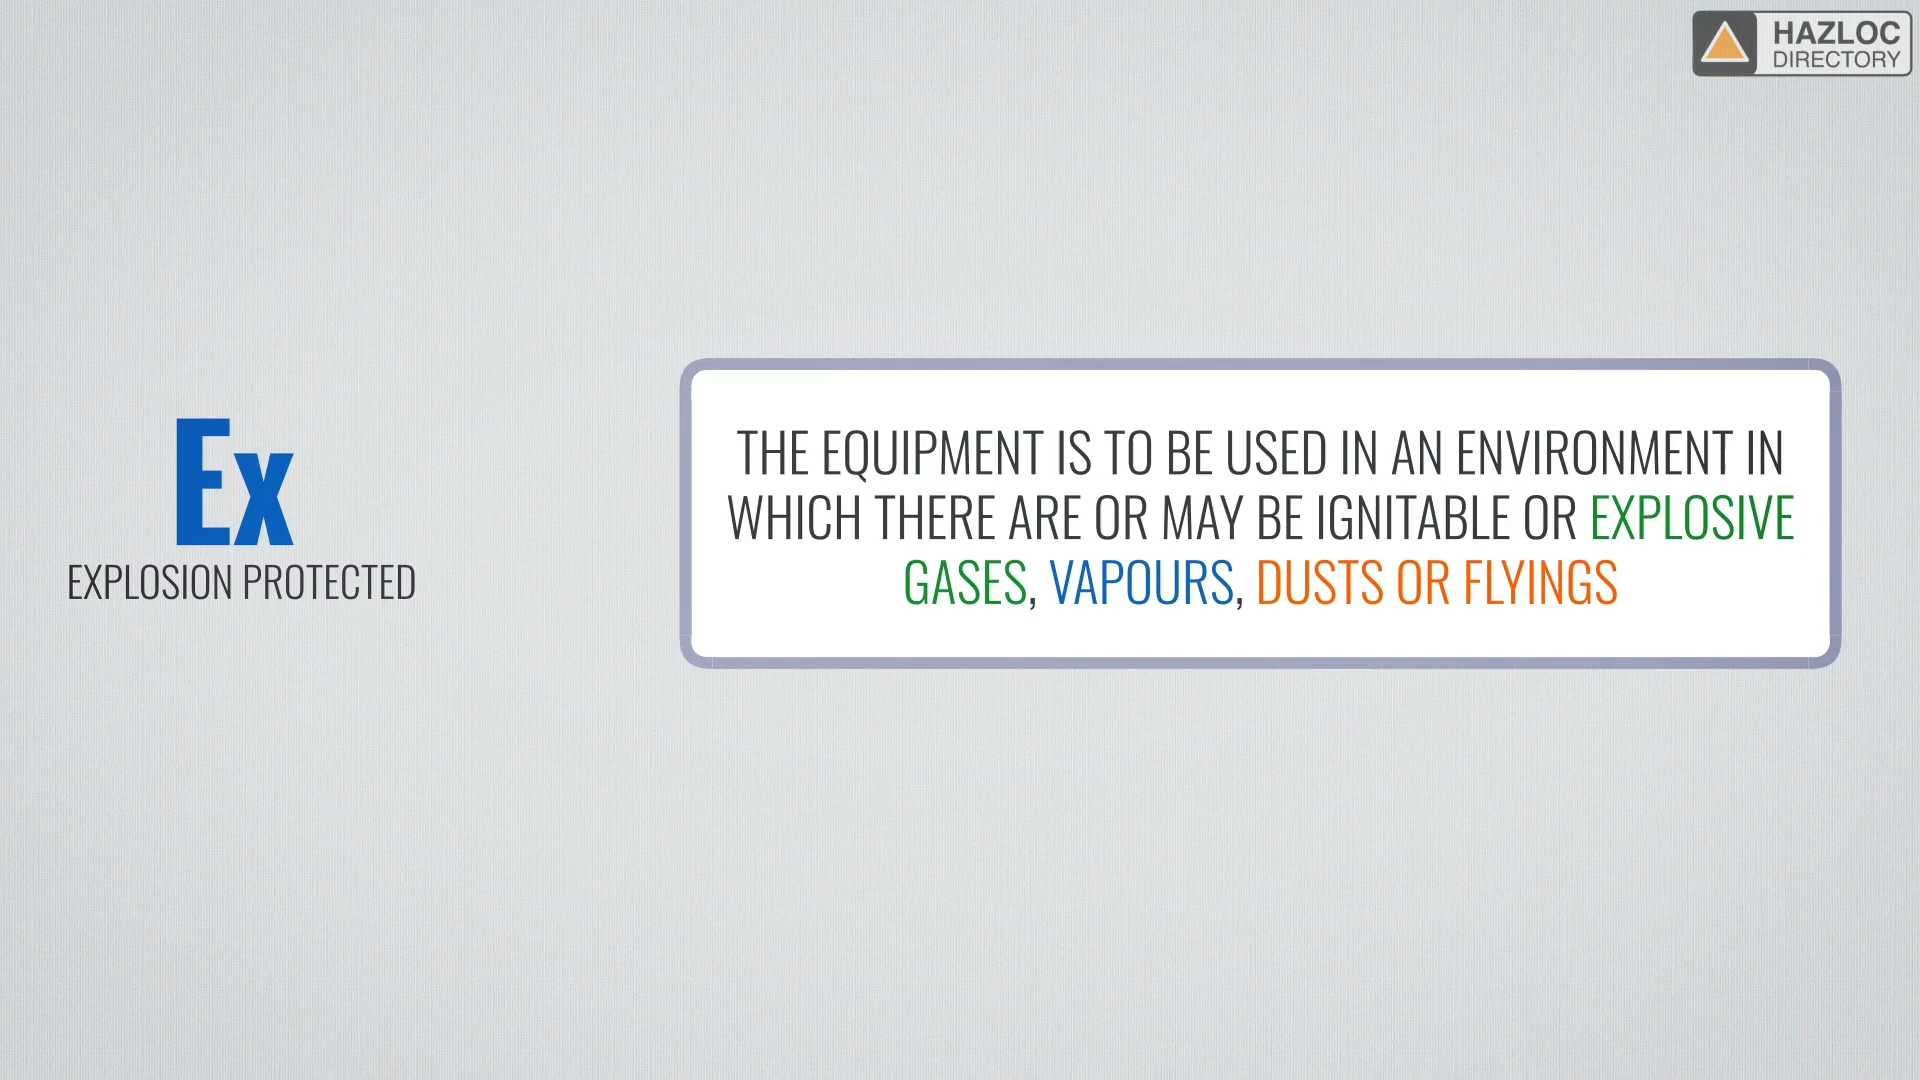 HAZLOC
DIRECTORY
Ex
EXPLOSION PROTECTED
THE EQUIPMENT IS TO BE USED IN AN ENVIRONMENT IN
WHICH THERE ARE OR MAY BE IGNITABLE OR EXPLOSIVE
GASES, VAPOURS, DUSTS OR FLYINGS